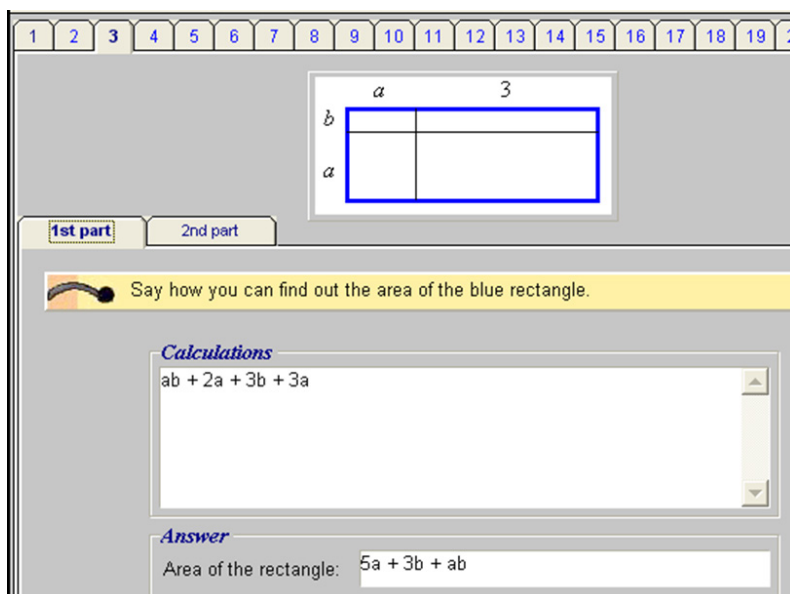 1 2 3 4 5 6 7 8 9 10 11 12 13 14 15 16 17 18 19
a 3
b
a
1st part 2nd part
Say how you can find out the area of the blue rectangle.
Calculations
ab + 2a + 3b + 3a
Answer
Area of the rectangle: 5a + 3b + ab